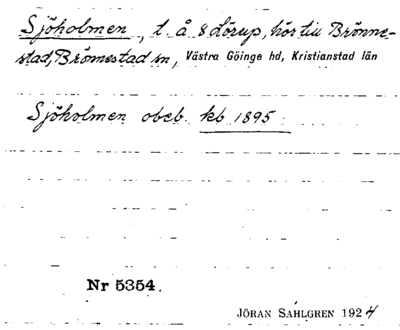 Sjöholmen, t. å 8 Lörup, hör till Brönne-
stad, Brönnestad sn, Västra Göinge hd, Kristianstad län
Sjöholmen obeb. kb 1895.
Nr 5354.
JÖRAN SAHLGREN 1924